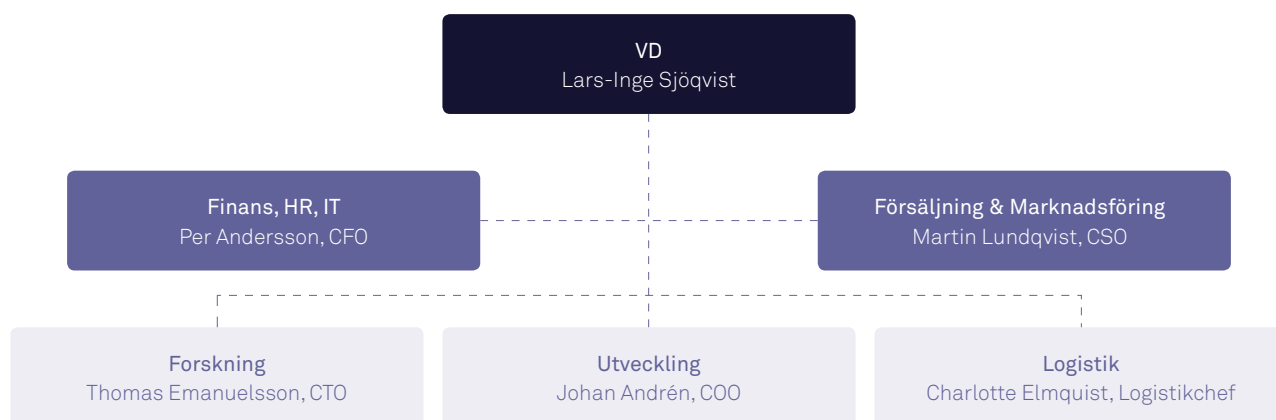 VD
Lars-Inge Sjöqvist
Finans, HR, IT
Per Andersson, CFO
Försäljning & Marknadsföring
Martin Lundqvist, CSO
Forskning
Thomas Emanuelsson, CTO
Utveckling
Johan Andrén, COO
Logistik
Charlotte Elmquist, Logistikchef